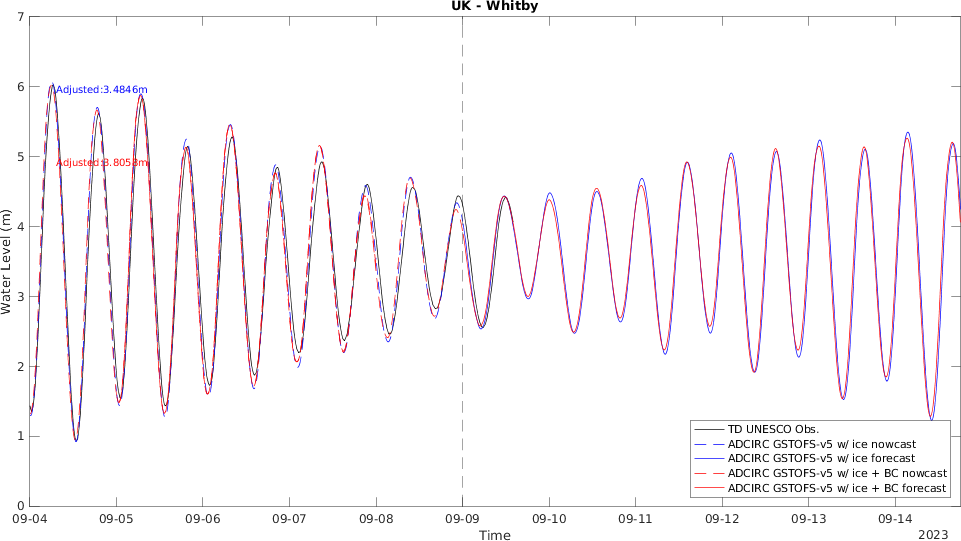 UK - Whitby
7
6
5
4
3
2
1
0
Water Level (m)
Adjusted:3.4846m
Adjusted:3.8058m
TD UNESCO Obs.
ADCIRC GSTOFS-v5 w/ ice nowcast
ADCIRC GSTOFS-v5 w/ ice forecast
ADCIRC GSTOFS-v5 w/ ice + BC nowcast
ADCIRC GSTOFS-v5 w/ ice + BC forecast
09-04 09-05 09-06 09-07 09-08 09-09 09-10 09-11 09-12 09-13 09-14
Time
2023